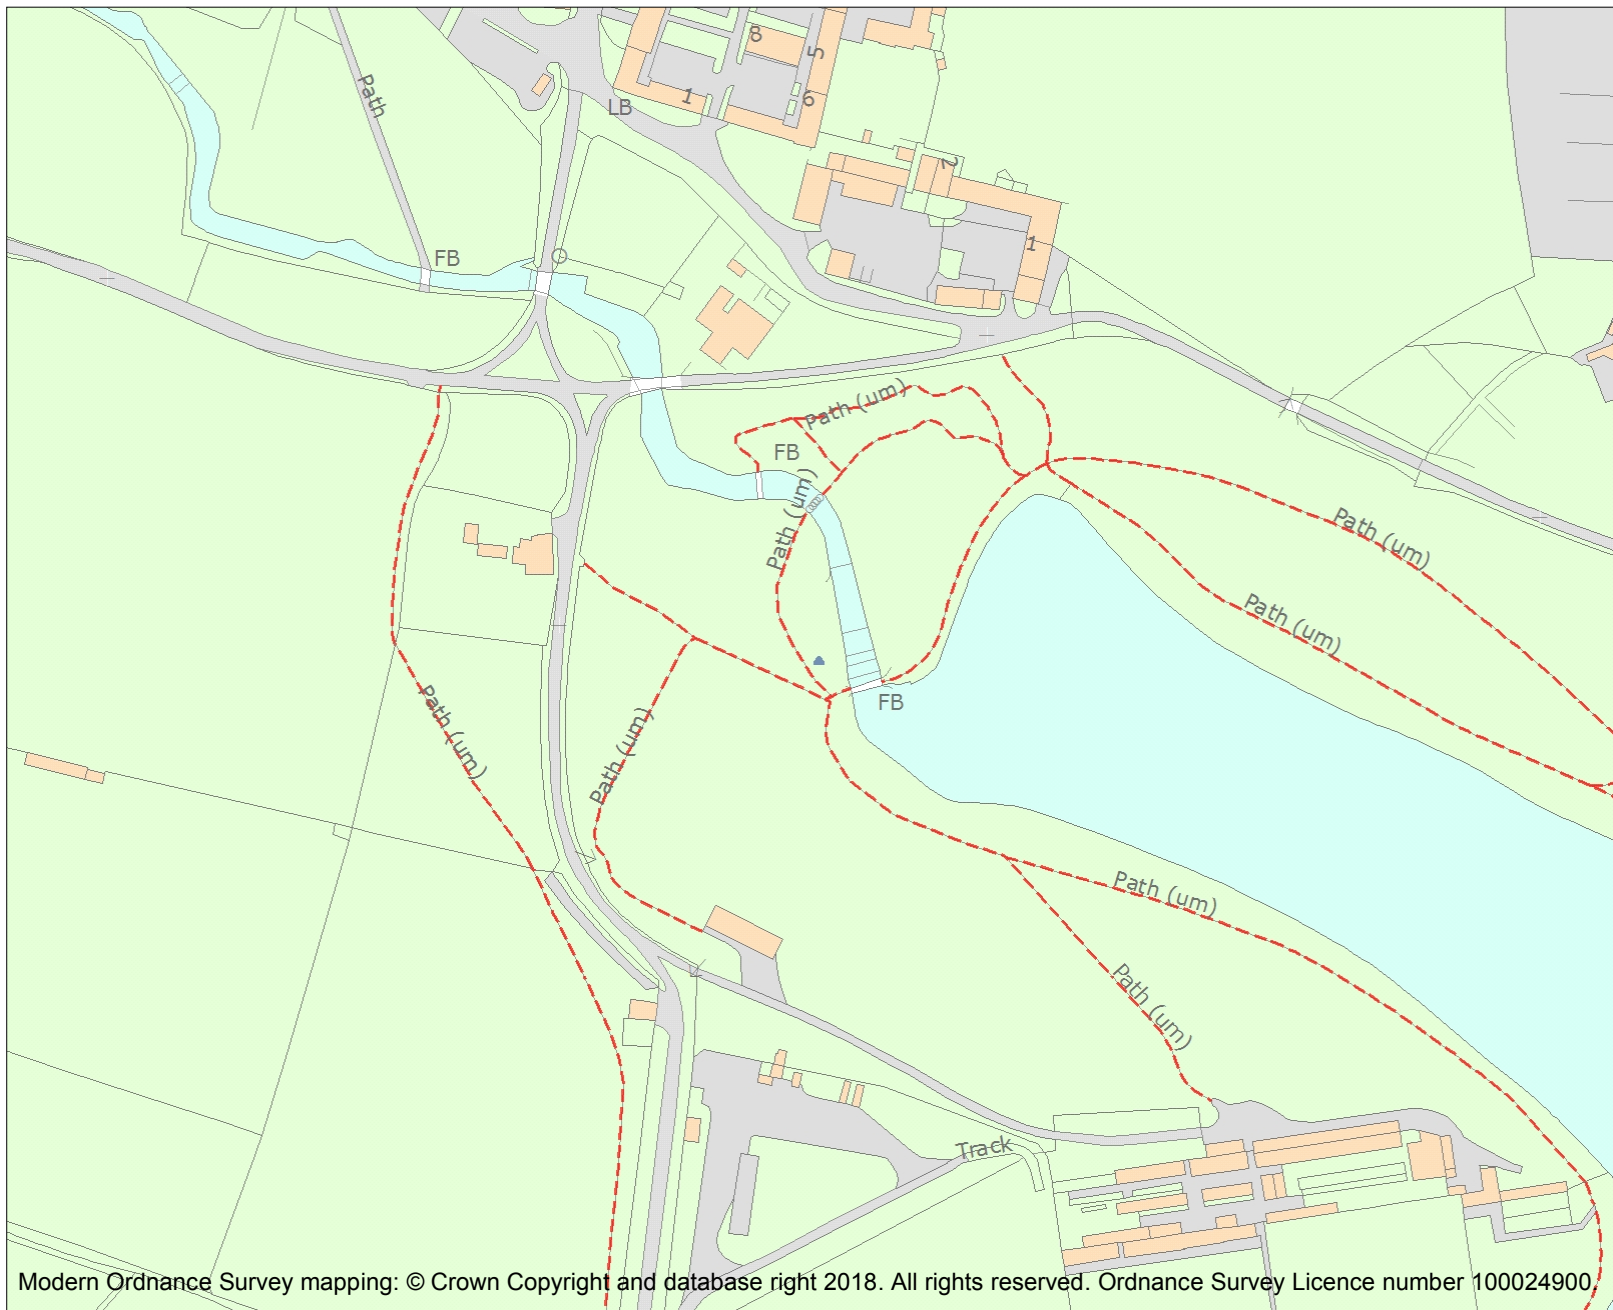 8
5
Path
1
6
LB
2
1
FB
Path (um)
FB
Path (um)
Path (um)
Path (um)
FB
Path (um)
Path (um)
Path (um)
Path (um)
Track
Modern Ordnance Survey mapping: © Crown Copyright and database right 2018. All rights reserved. Ordnance Survey Licence number 100024900.